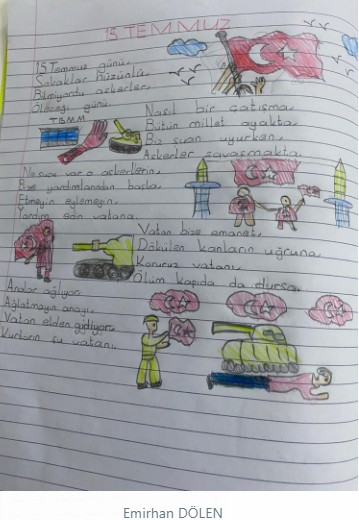 15 TEMMUZ
15 Temmuz günü
Sokaklar hüzünlü
Bilmiyordu askerler
Öleceği günü
TBMM
Nasıl bir çatışma
Bütün millet ayakta
Biz şuan uyurken
Askerler savaşmakta
Ne suçu var o askerlerin
Bize yardımlarından başka
Etmeyin eylemeyin
Yardım edin vatana
Vatan bize emanet
Dökülen kanların uğruna
Koruruz vatanı
Ölüm kapıda da dursa
Analar ağlıyor
Ağlatmayın anayı
Vatan elden gidiyor
Kurtarın şu vatanı
Emirhan DÖLEN